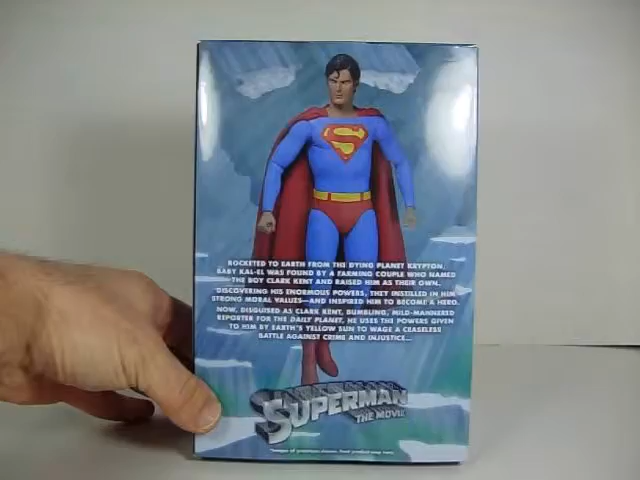 ROCKETED TO EARTH FROM THE DYING PLANET KRYPTON,
BABY KAL-EL WAS FOUND BY A FARMING COUPLE WHO NAMED
THE BOY CLARK KENT AND RAISED HIM AS THEIR OWN.
DISCOVERING HIS ENORMOUS POWERS, THEY INSTILLED IN HIM
STRONG MORAL VALUES—AND INSPIRED HIM TO BECOME A HERO.
NOW, DISGUISED AS CLARK KENT, BUMBLING, MILD-MANNERED
REPORTER FOR THE DAILY PLANET, HE USES THE POWERS GIVEN
TO HIM BY EARTH'S YELLOW SUN TO WAGE A CEASELESS
BATTLE AGAINST CRIME AND INJUSTICE...
SUPERMAN
THE MOVIE